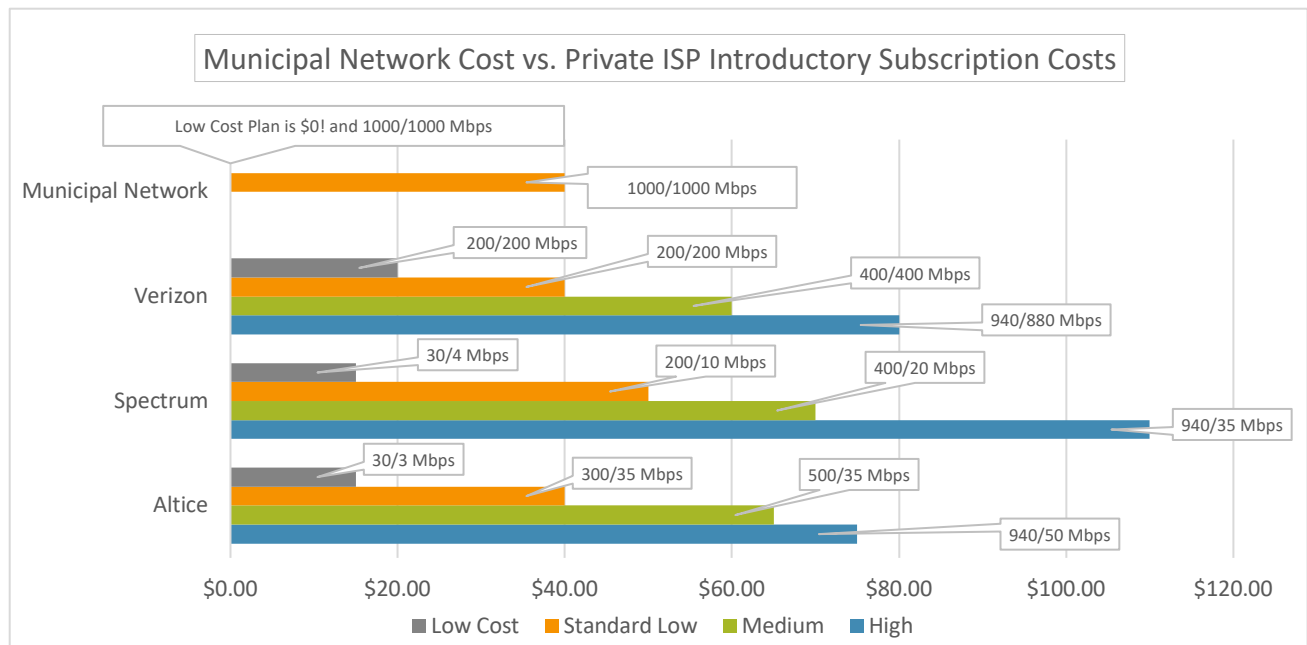 Municipal Network Cost vs. Private ISP Introductory Subscription Costs
Low Cost Plan is $0! and 1000/1000 Mbps
Municipal Network
1000/1000 Mbps
200/200 Mbps
200/200 Mbps
400/400 Mbps
Verizon
940/880 Mbps
30/4 Mbps
200/10 Mbps
400/20 Mbps
Spectrum
940/35 Mbps
30/3 Mbps
300/35 Mbps
500/35 Mbps
Altice
940/50 Mbps
$0.00 $20.00 $40.00 $60.00 $80.00 $100.00 $120.00
Low Cost Standard Low Medium High